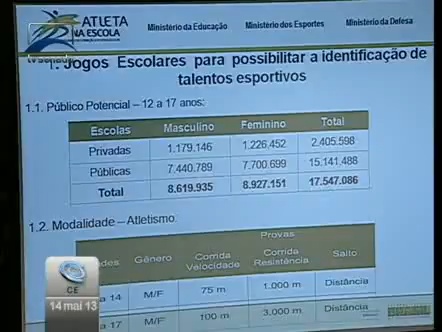 ATLETA NA ESCOLA
Ministério da Educação Ministério dos Esportes Ministério da Defesa
1. Jogos Escolares para possibilitar a identificação de
talentos esportivos
1.1. Público Potencial – 12 a 17 anos:
Escolas Masculino Feminino Total
Privadas 1.179.146 1.226.452 2.405.598
Públicas 7.440.789 7.700.699 15.141.488
Total 8.619.935 8.927.151 17.547.086
1.2. Modalidade – Atletismo
Provas
Gênero Corrida Velocidade Corrida Resistência Salto
a 14 M/F 75 m 1.000 m Distância
a 17 M/F 100 m 3.000 m Distância
CE
14 mai 13